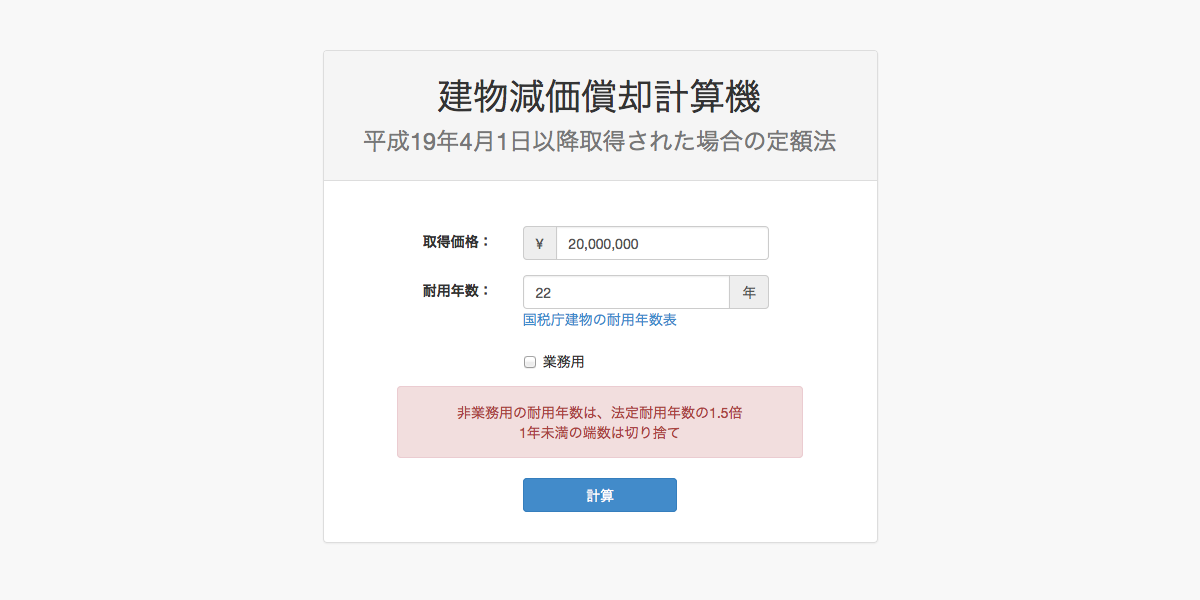 建物減価償却計算機
平成19年4月1日以降取得された場合の定額法
取得価格：
¥ 20,000,000
耐用年数：
22 年
国税庁建物の耐用年数表
業務用
非業務用の耐用年数は、法定耐用年数の1.5倍
1年未満の端数は切り捨て
計算